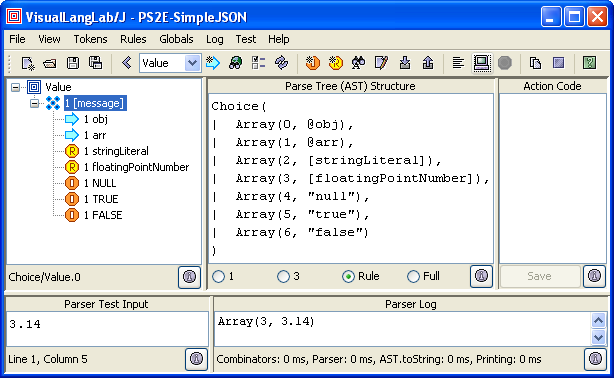 VisualLangLab/J - PS2E-SimpleJSON
File View Tokens Rules Globals Log Test Help
Value
Value
1 [message]
1 obj
1 arr
1 stringLiteral
1 floatingPointNumber
1 NULL
1 TRUE
1 FALSE
Choice/Value.0
Parse Tree (AST) Structure
Choice(
| Array(0, @obj),
| Array(1, @arr),
| Array(2, [stringLiteral]),
| Array(3, [floatingPointNumber]),
| Array(4, "null"),
| Array(5, "true"),
| Array(6, "false")
)
1 3 Rule Full
Action Code
Save
Parser Test Input
3.14
Line 1, Column 5
Parser Log
Array(3, 3.14)
Combinators: 0 ms, Parser: 0 ms, AST.toString: 0 ms, Printing: 0 ms